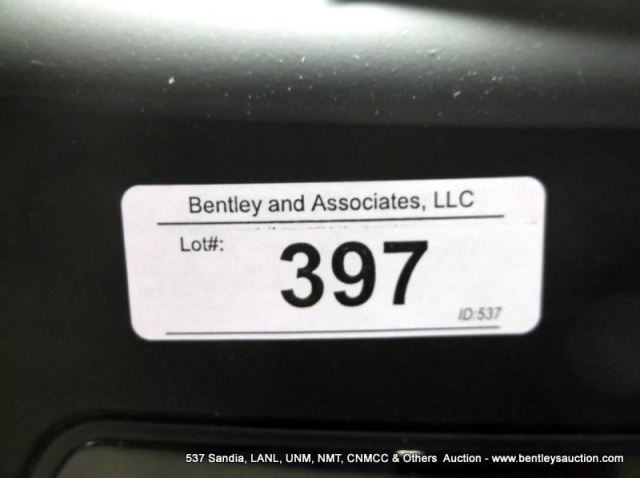 Bentley and Associates, LLC
Lot#:
397
ID:537
537 Sandia, LANL, UNM, NMT, CNMCC & Others Auction - www.bentleysauction.com